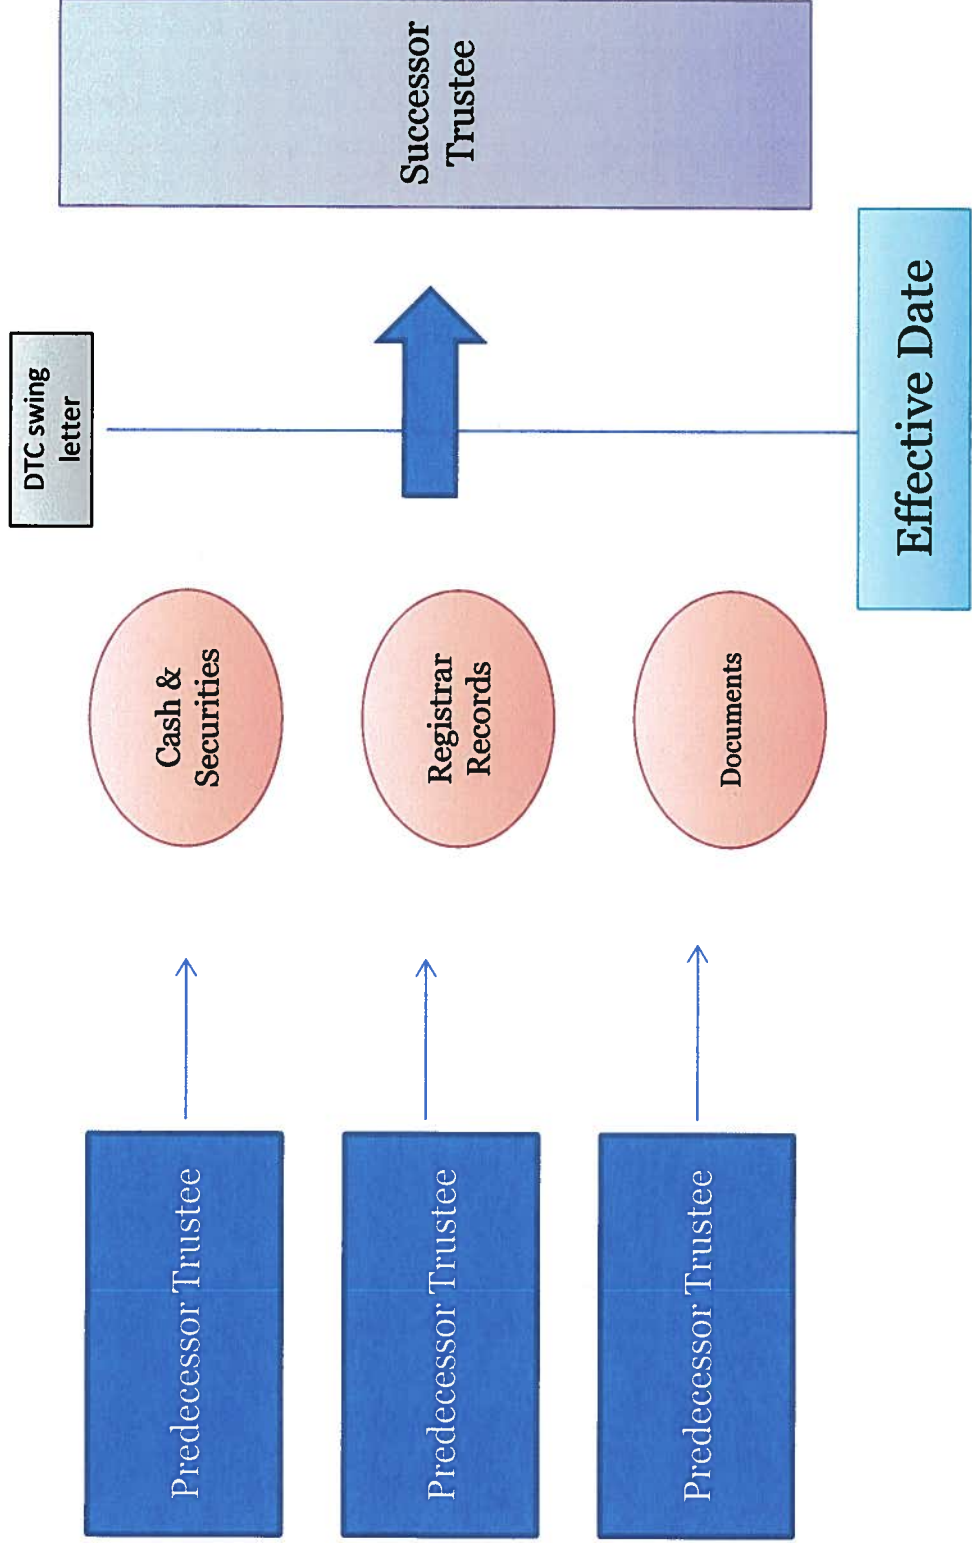 DTC swing
letter
Predecessor Trustee
Cash &
Securities
Predecessor Trustee
Registrar
Records
Successor
Trustee
Predecessor Trustee
Documents
Effective Date